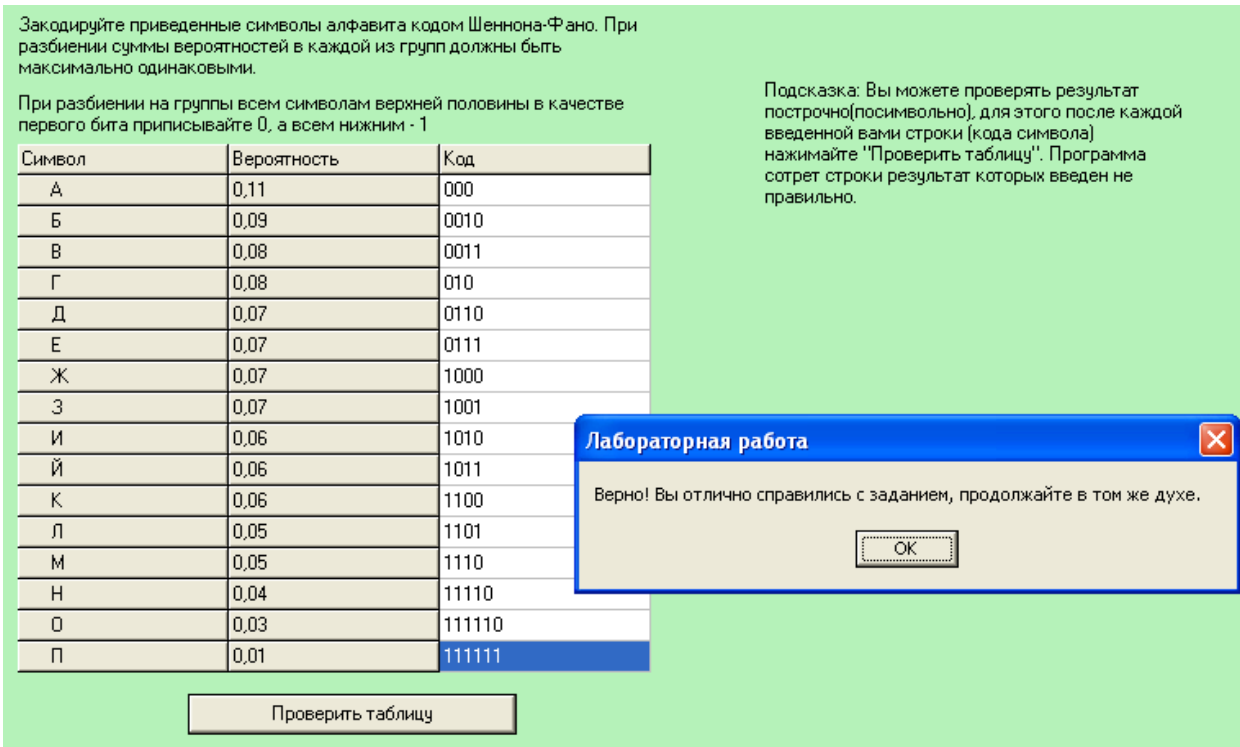 Закодируйте приведенные символы алфавита кодом Шеннона-Фано. При
разбиении суммы вероятностей в каждой из групп должны быть
максимально одинаковыми.
При разбиении на группы всем символам верхней половины в качестве
первого бита приписывайте 0, а всем нижним - 1
Подсказка: Вы можете проверять результат
построчно(посимвольно), для этого после каждой
введенной вами строки (кода символа)
нажимайте "Проверить таблицу". Программа
сотрет строки результат которых введен не
правильно.
Символ Вероятность Код
А 0,11 000
Б 0,09 0010
В 0,08 0011
Г 0,08 010
Д 0,07 0110
Е 0,07 0111
Ж 0,07 1000
З 0,07 1001
И 0,06 1010
Й 0,06 1011
К 0,06 1100
Л 0,05 1101
М 0,05 1110
Н 0,04 11110
О 0,03 111110
П 0,01 111111
Лабораторная работа
Верно! Вы отлично справились с заданием, продолжайте в том же духе.
ОК
Проверить таблицу